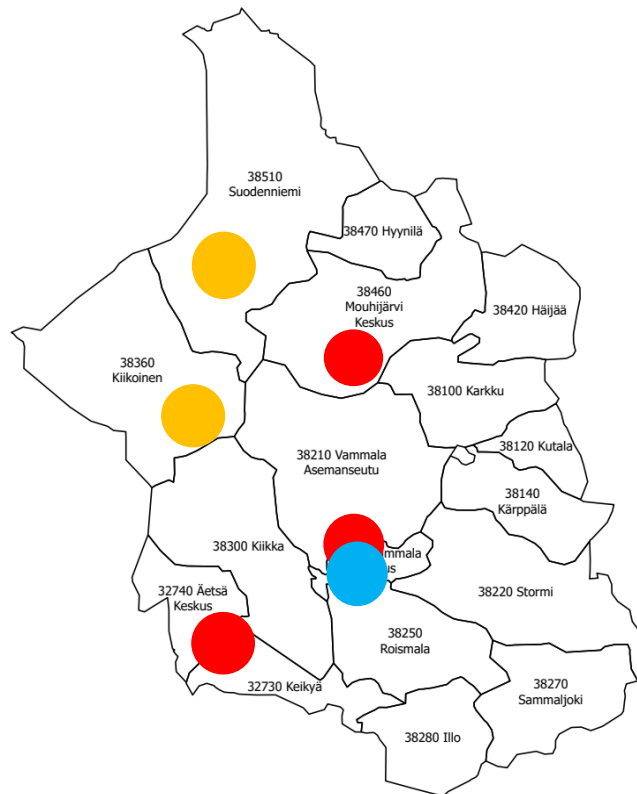 38510
Suodenniemi
38470 Hyynilä
38460
Mouhijärvi
Keskus
38420 Häijää
38360
Kiikoinen
38100 Karkku
38210 Vammala
Asemanseutu
38120 Kutala
38140
Kärppälä
38300 Kiikka
32740 Äetsä
Keskus
38220 Stormi
38250
Roismala
32730 Keikyä
38270
Sammaljoki
38280 Illo